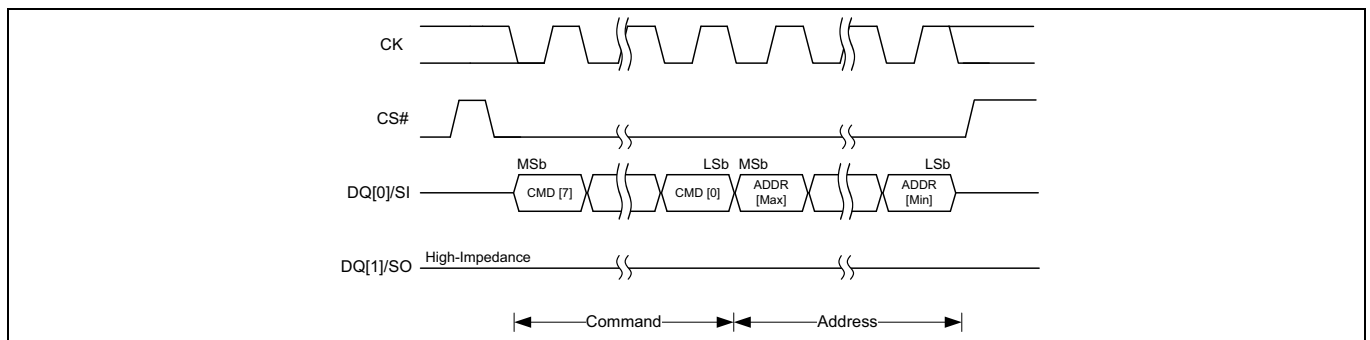 CK
CS#
MSb LSb MSb LSb
DQ[0]/SI CMD [7] CMD [0] ADDR [Max] ADDR [Min]
High-Impedance
DQ[1]/SO
Command Address